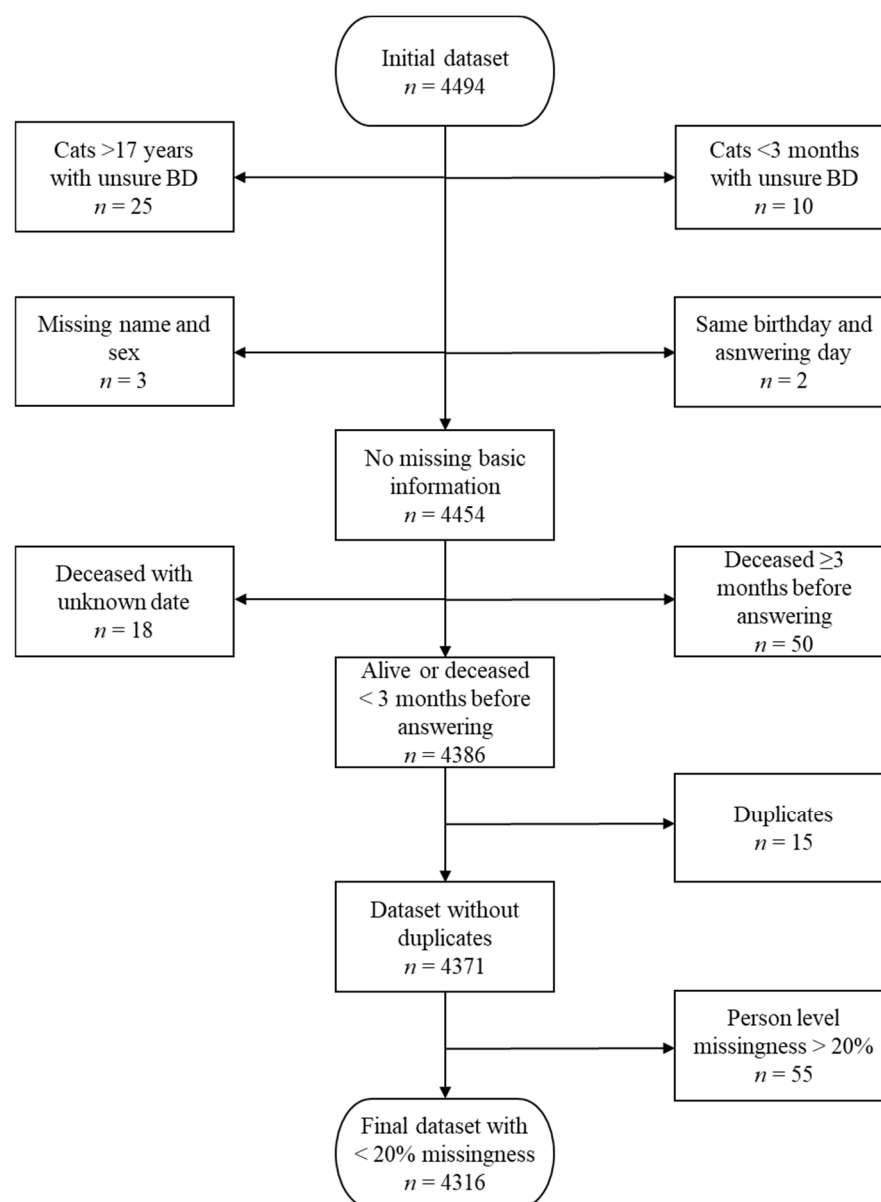 Initial dataset
n = 4494
Cats >17 years
with unsure BD
n = 25
Cats <3 months
with unsure BD
n = 10
Missing name and
sex
n = 3
Same birthday and
asnwering day
n = 2
No missing basic
information
n = 4454
Deceased with
unknown date
n = 18
Deceased ≥3
months before
answering
n = 50
Alive or deceased
< 3 months before
answering
n = 4386
Duplicates
n = 15
Dataset without
duplicates
n = 4371
Person level
missingness > 20%
n = 55
Final dataset with
< 20% missingness
n = 4316